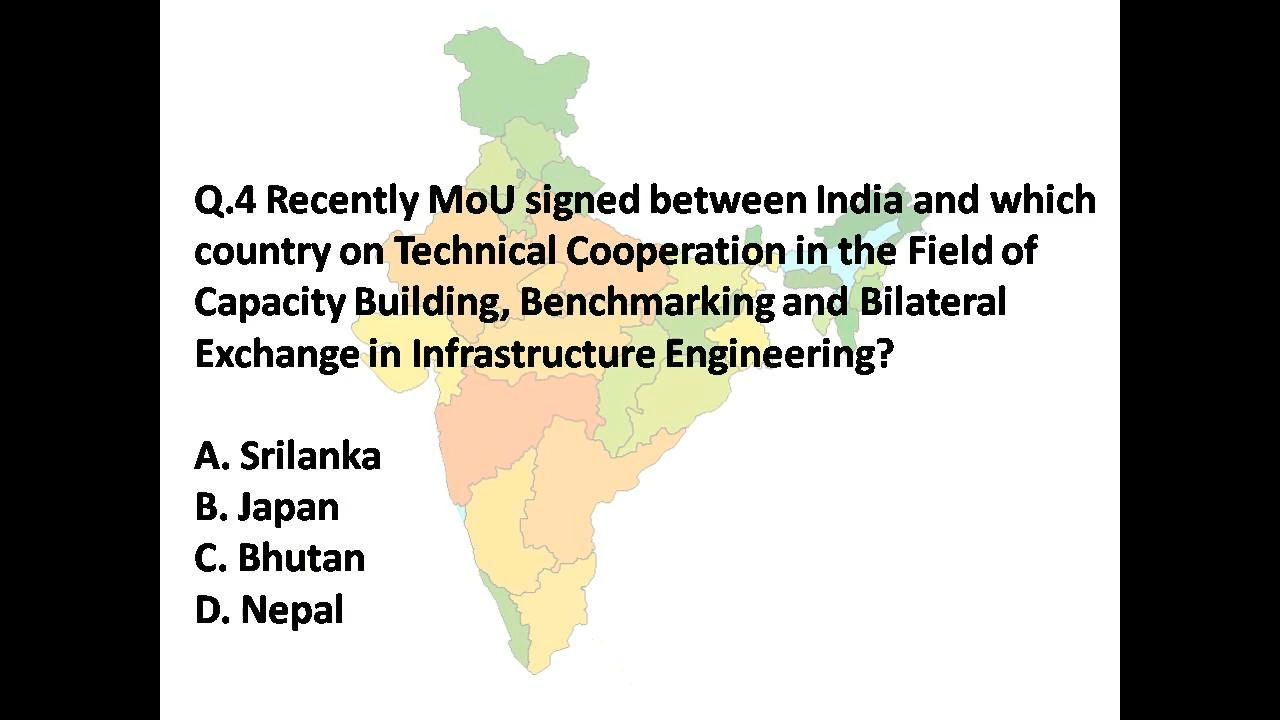 Q.4 Recently MoU signed between India and which
country on Technical Cooperation in the Field of
Capacity Building, Benchmarking and Bilateral
Exchange in Infrastructure Engineering?
A. Srilanka
B. Japan
C. Bhutan
D. Nepal